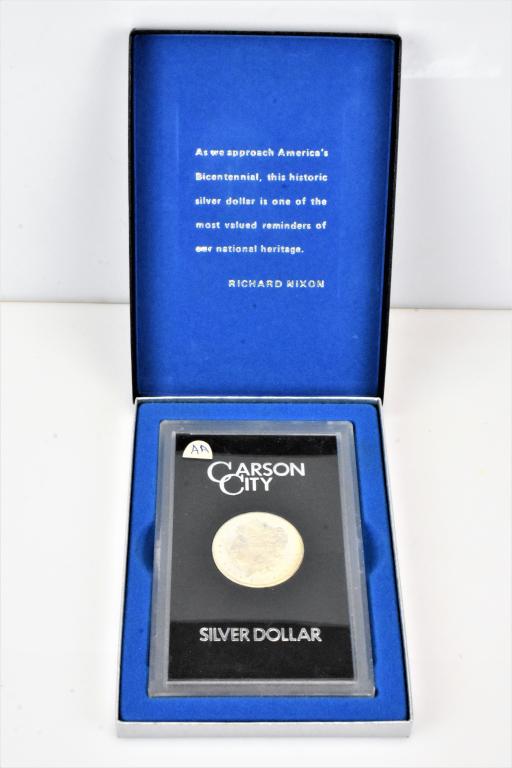 As we approach America's
Bicentennial, this historic
silver dollar is one of the
most valued reminders of
our national heritage.
RICHARD NIXON
AA
CARSON
CITY
SILVER DOLLAR